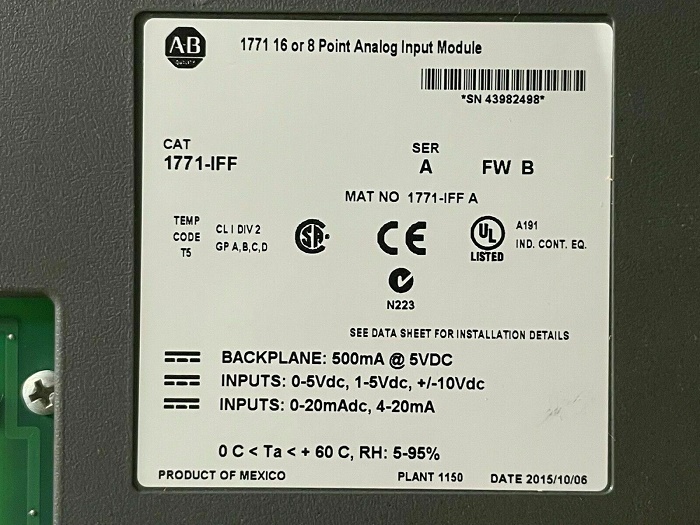 AB
QUALITY
1771 16 or 8 Point Analog Input Module
*SN 43982498*
CAT
1771-IFF
SER
A
FW B
MAT NO 1771-IFF A
TEMP
CODE
T5
CL I DIV 2
GP A,B,C,D
SA
CE
UL
LISTED
A191
IND. CONT. EQ.
N223
SEE DATA SHEET FOR INSTALLATION DETAILS
BACKPLANE: 500mA @ 5VDC
INPUTS: 0-5Vdc, 1-5Vdc, +/-10Vdc
INPUTS: 0-20mAdc, 4-20mA
0 C < Ta < + 60 C, RH: 5-95%
PRODUCT OF MEXICO
PLANT 1150
DATE 2015/10/06